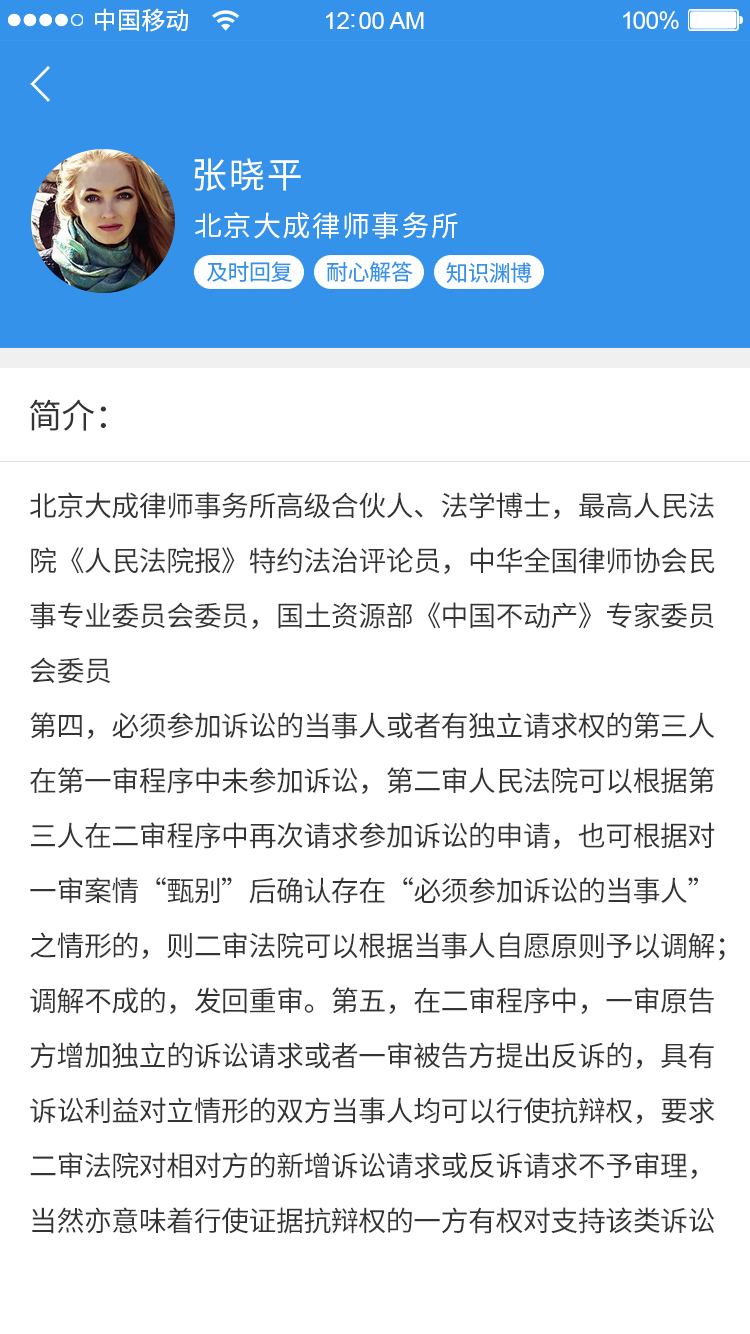 中国移动 12:00 AM 100%
张晓平
北京大成律师事务所
及时回复 耐心解答 知识渊博
简介：
北京大成律师事务所高级合伙人、法学博士，最高人民法
院《人民法院报》特约法治评论员，中华全国律师协会民
事专业委员会委员，国土资源部《中国不动产》专家委员
会委员
第四，必须参加诉讼的当事人或者有独立请求权的第三人
在第一审程序中未参加诉讼，第二审人民法院可以根据第
三人在二审程序中再次请求参加诉讼的申请，也可根据对
一审案情“甄别”后确认存在“必须参加诉讼的当事人”
之情形的，则二审法院可以根据当事人自愿原则予以调解；
调解不成的，发回重审。第五，在二审程序中，一审原告
方增加独立的诉讼请求或者一审被告方提出反诉的，具有
诉讼利益对立情形的双方当事人均可以行使抗辩权，要求
二审法院对相对方的新增诉讼请求或反诉请求不予审理，
当然亦意味着行使证据抗辩权的一方有权对支持该类诉讼